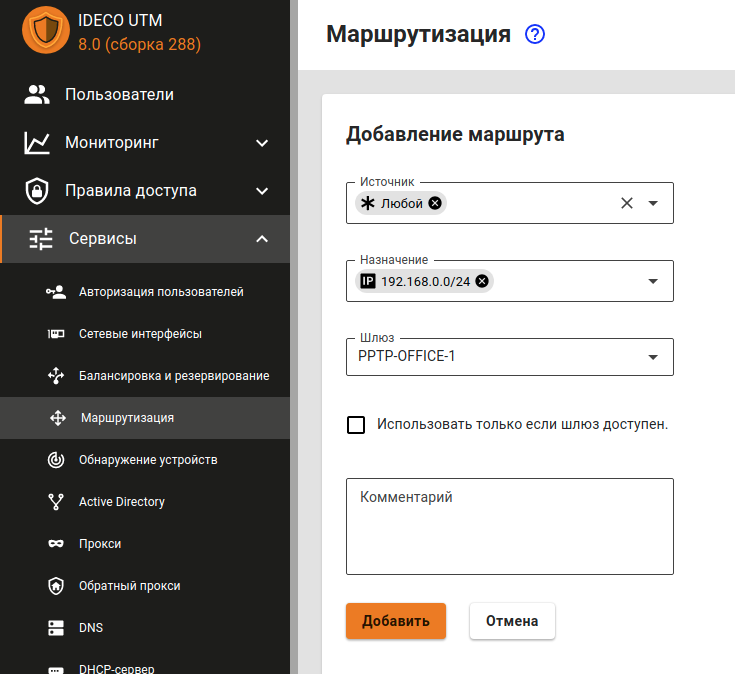 IDECO UTM
8.0 (сборка 288)
Пользователи
Мониторинг
Правила доступа
Сервисы
Авторизация пользователей
Сетевые интерфейсы
Балансировка и резервирование
Маршрутизация
Обнаружение устройств
Active Directory
Прокси
Обратный прокси
DNS
DHCP-сервер
Маршрутизация ?
Добавление маршрута
Источник
Любой
Назначение
IP 192.168.0.0/24
Шлюз
PPTP-OFFICE-1
Использовать только если шлюз доступен.
Комментарий
Добавить
Отмена